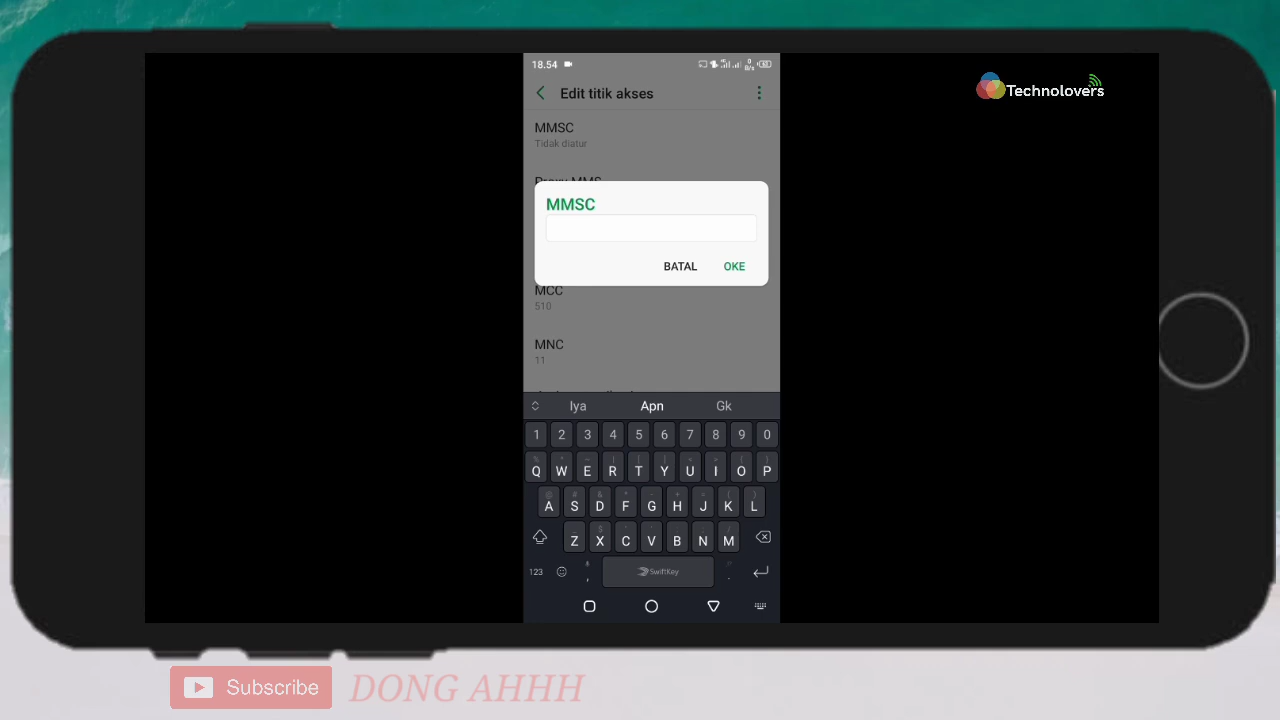 18.54
Technolovers
Edit titik akses
MMSC
Tidak diatur
Proxy MMS
MMSC
BATAL OKE
MCC
510
MNC
11
Iya Apn Gk
1 2 3 4 5 6 7 8 9 0
Q W E R T Y U I O P
A S D F G H J K L
Z X C V B N M
123 , SwiftKey .
Subscribe DONG AHHH